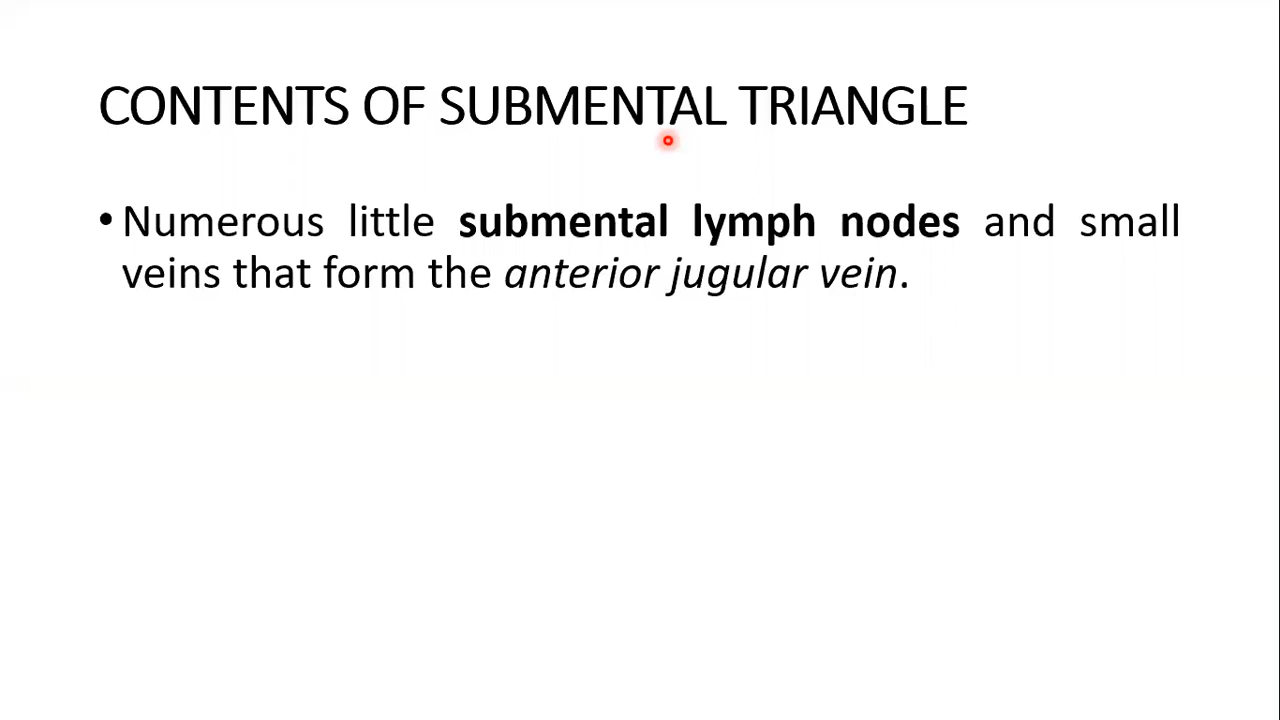 CONTENTS OF SUBMENTAL TRIANGLE
• Numerous little submental lymph nodes and small
veins that form the anterior jugular vein.